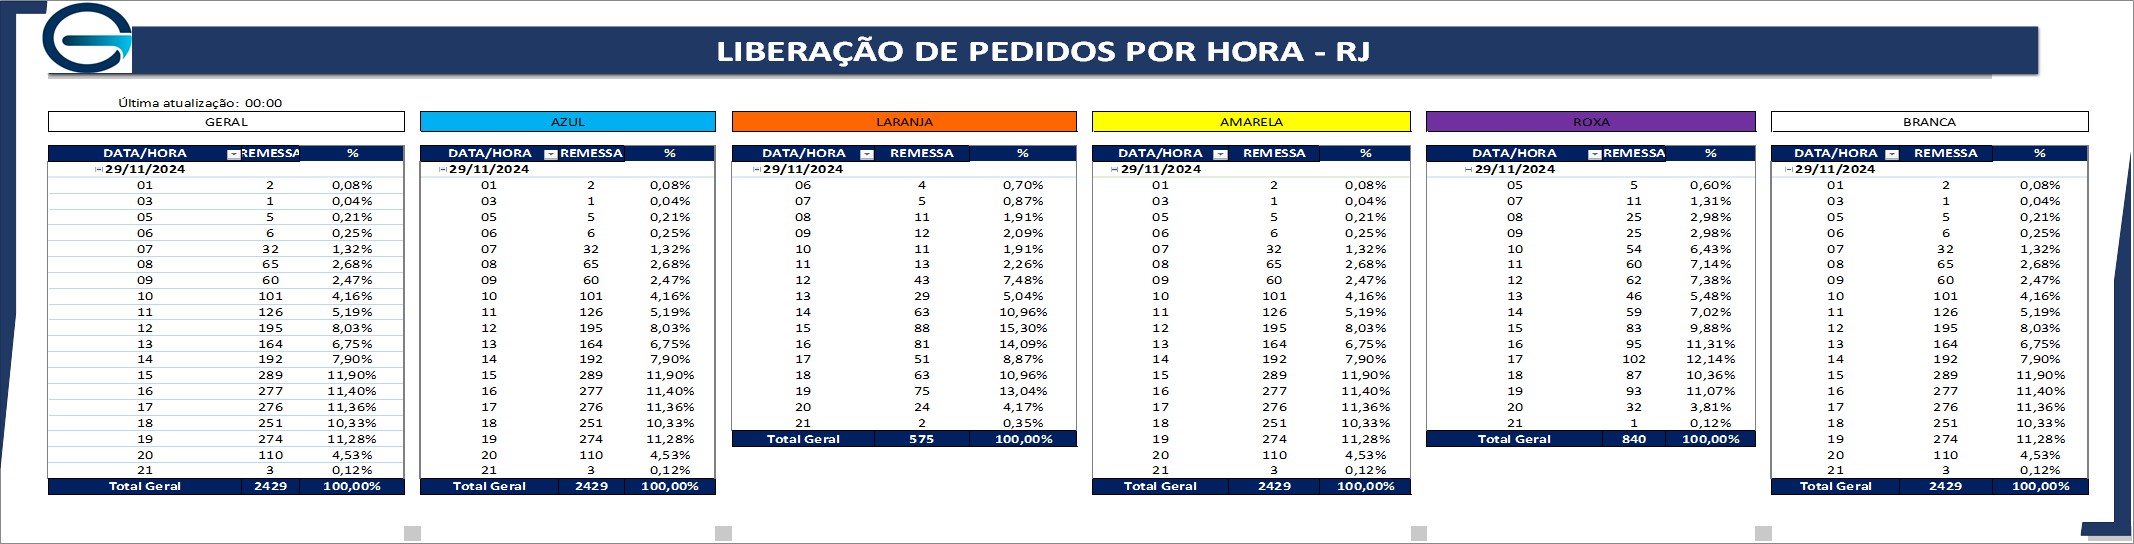 LIBERAÇÃO DE PEDIDOS POR HORA - RJ
Última atualização: 00:00
GERAL
DATA/HORA REMESSA %
29/11/2024
01 2 0,08%
03 1 0,04%
05 5 0,21%
06 6 0,25%
07 32 1,32%
08 65 2,68%
09 60 2,47%
10 101 4,16%
11 126 5,19%
12 195 8,03%
13 164 6,75%
14 192 7,90%
15 289 11,90%
16 277 11,40%
17 276 11,36%
18 251 10,33%
19 274 11,28%
20 110 4,53%
21 3 0,12%
Total Geral 2429 100,00%
AZUL
DATA/HORA REMESSA %
29/11/2024
01 2 0,08%
03 1 0,04%
05 5 0,21%
06 6 0,25%
07 32 1,32%
08 65 2,68%
09 60 2,47%
10 101 4,16%
11 126 5,19%
12 195 8,03%
13 164 6,75%
14 192 7,90%
15 289 11,90%
16 277 11,40%
17 276 11,36%
18 251 10,33%
19 274 11,28%
20 110 4,53%
21 3 0,12%
Total Geral 2429 100,00%
LARANJA
DATA/HORA REMESSA %
29/11/2024
06 4 0,70%
07 5 0,87%
08 11 1,91%
09 12 2,09%
10 11 1,91%
11 13 2,26%
12 43 7,48%
13 29 5,04%
14 63 10,96%
15 88 15,30%
16 81 14,09%
17 51 8,87%
18 63 10,96%
19 75 13,04%
20 24 4,17%
21 2 0,35%
Total Geral 575 100,00%
AMARELA
DATA/HORA REMESSA %
29/11/2024
01 2 0,08%
03 1 0,04%
05 5 0,21%
06 6 0,25%
07 32 1,32%
08 65 2,68%
09 60 2,47%
10 101 4,16%
11 126 5,19%
12 195 8,03%
13 164 6,75%
14 192 7,90%
15 289 11,90%
16 277 11,40%
17 276 11,36%
18 251 10,33%
19 274 11,28%
20 110 4,53%
21 3 0,12%
Total Geral 2429 100,00%
ROXA
DATA/HORA REMESSA %
29/11/2024
05 5 0,60%
07 11 1,31%
08 25 2,98%
09 25 2,98%
10 54 6,43%
11 60 7,14%
12 62 7,38%
13 46 5,48%
14 59 7,02%
15 83 9,88%
16 95 11,31%
17 102 12,14%
18 87 10,36%
19 93 11,07%
20 32 3,81%
21 1 0,12%
Total Geral 840 100,00%
BRANCA
DATA/HORA REMESSA %
29/11/2024
01 2 0,08%
03 1 0,04%
05 5 0,21%
06 6 0,25%
07 32 1,32%
08 65 2,68%
09 60 2,47%
10 101 4,16%
11 126 5,19%
12 195 8,03%
13 164 6,75%
14 192 7,90%
15 289 11,90%
16 277 11,40%
17 276 11,36%
18 251 10,33%
19 274 11,28%
20 110 4,53%
21 3 0,12%
Total Geral 2429 100,00%